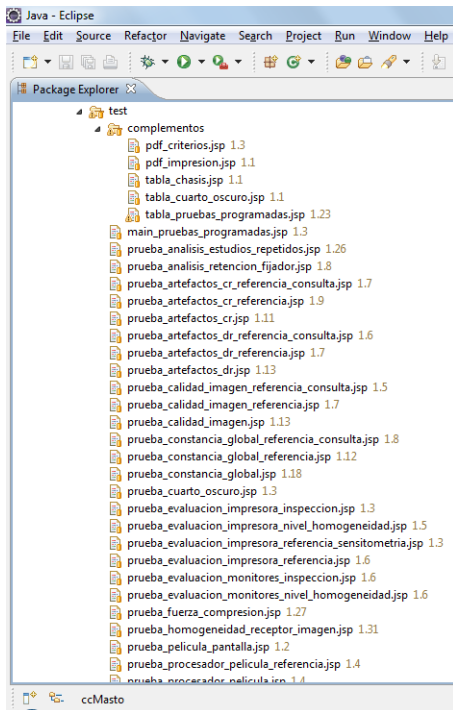 Java - Eclipse
File Edit Source Refactor Navigate Search Project Run Window Help
Package Explorer
test
complementos
pdf_criterios.jsp 1.3
pdf_impresion.jsp 1.1
tabla_chasis.jsp 1.1
tabla_cuarto_oscuro.jsp 1.1
tabla_pruebas_programadas.jsp 1.23
main_pruebas_programadas.jsp 1.3
prueba_analisis_estudios_repetidos.jsp 1.26
prueba_analisis_retencion_fijador.jsp 1.8
prueba_artefactos_cr_referencia_consulta.jsp 1.7
prueba_artefactos_cr_referencia.jsp 1.9
prueba_artefactos_cr.jsp 1.11
prueba_artefactos_dr_referencia_consulta.jsp 1.6
prueba_artefactos_dr_referencia.jsp 1.7
prueba_artefactos_dr.jsp 1.13
prueba_calidad_imagen_referencia_consulta.jsp 1.5
prueba_calidad_imagen_referencia.jsp 1.7
prueba_calidad_imagen.jsp 1.13
prueba_constancia_global_referencia_consulta.jsp 1.8
prueba_constancia_global_referencia.jsp 1.12
prueba_constancia_global.jsp 1.18
prueba_cuarto_oscuro.jsp 1.3
prueba_evaluacion_impresora_inspeccion.jsp 1.3
prueba_evaluacion_impresora_nivel_homogeneidad.jsp 1.5
prueba_evaluacion_impresora_referencia_sensitometria.jsp 1.3
prueba_evaluacion_impresora_referencia.jsp 1.6
prueba_evaluacion_monitores_inspeccion.jsp 1.6
prueba_evaluacion_monitores_nivel_homogeneidad.jsp 1.6
prueba_fuerza_compresion.jsp 1.27
prueba_homogeneidad_receptor_imagen.jsp 1.31
prueba_pelicula_pantalla.jsp 1.2
prueba_procesador_pelicula_referencia.jsp 1.4
prueba_procesador_pelicula.jsp 1.4
ccMasto